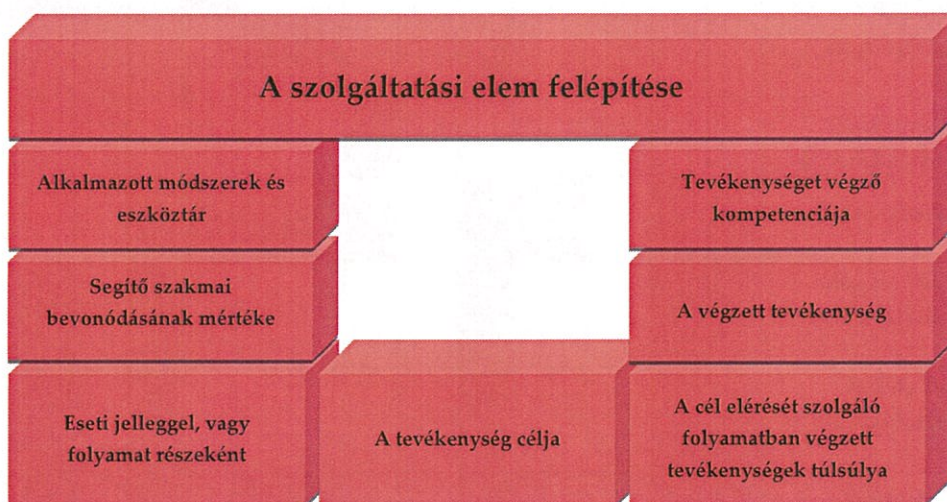 A szolgáltatási elem felépítése
Alkalmazott módszerek és
eszköztár
Tevékenységet végző
kompetenciája
Segítő szakmai
bevonódásának mértéke
A végzett tevékenység
Eseti jelleggel, vagy
folyamat részeként
A tevékenység célja
A cél elérését szolgáló
folyamatban végzett
tevékenységek túlsúlya